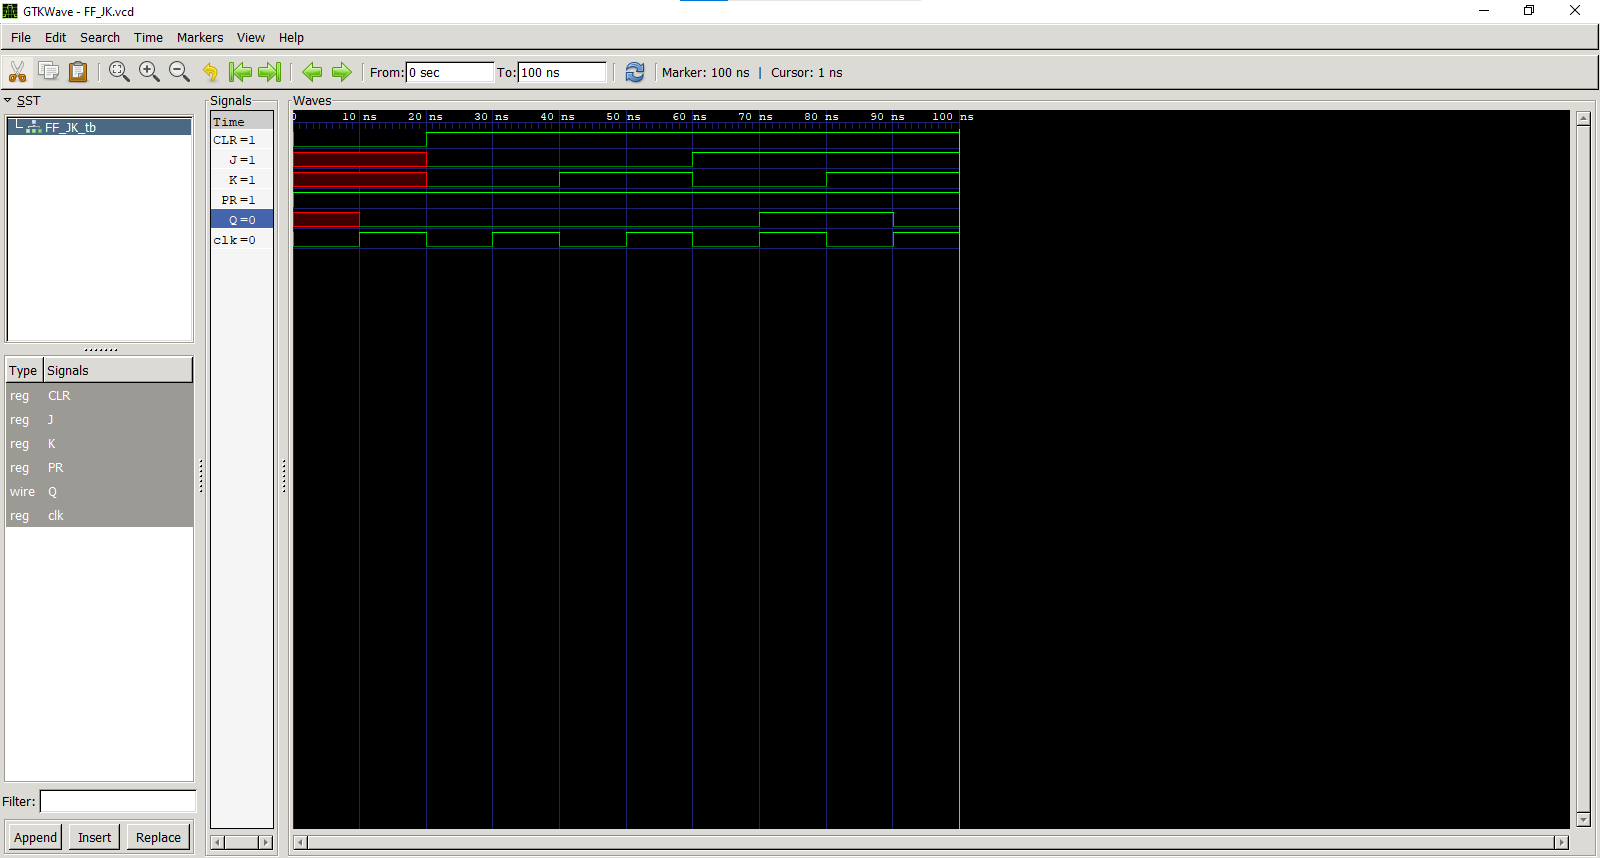 GTKWave - FF_JK.vcd
File Edit Search Time Markers View Help
From: 0 sec To: 100 ns Marker: 100 ns | Cursor: 1 ns
SST
FF_JK_tb
Type Signals
reg CLR
reg J
reg K
reg PR
wire Q
reg clk
Filter:
Append Insert Replace
Signals
Time
CLR=1
J=1
K=1
PR=1
Q=0
clk=0
Waves
0 10 ns 20 ns 30 ns 40 ns 50 ns 60 ns 70 ns 80 ns 90 ns 100 ns